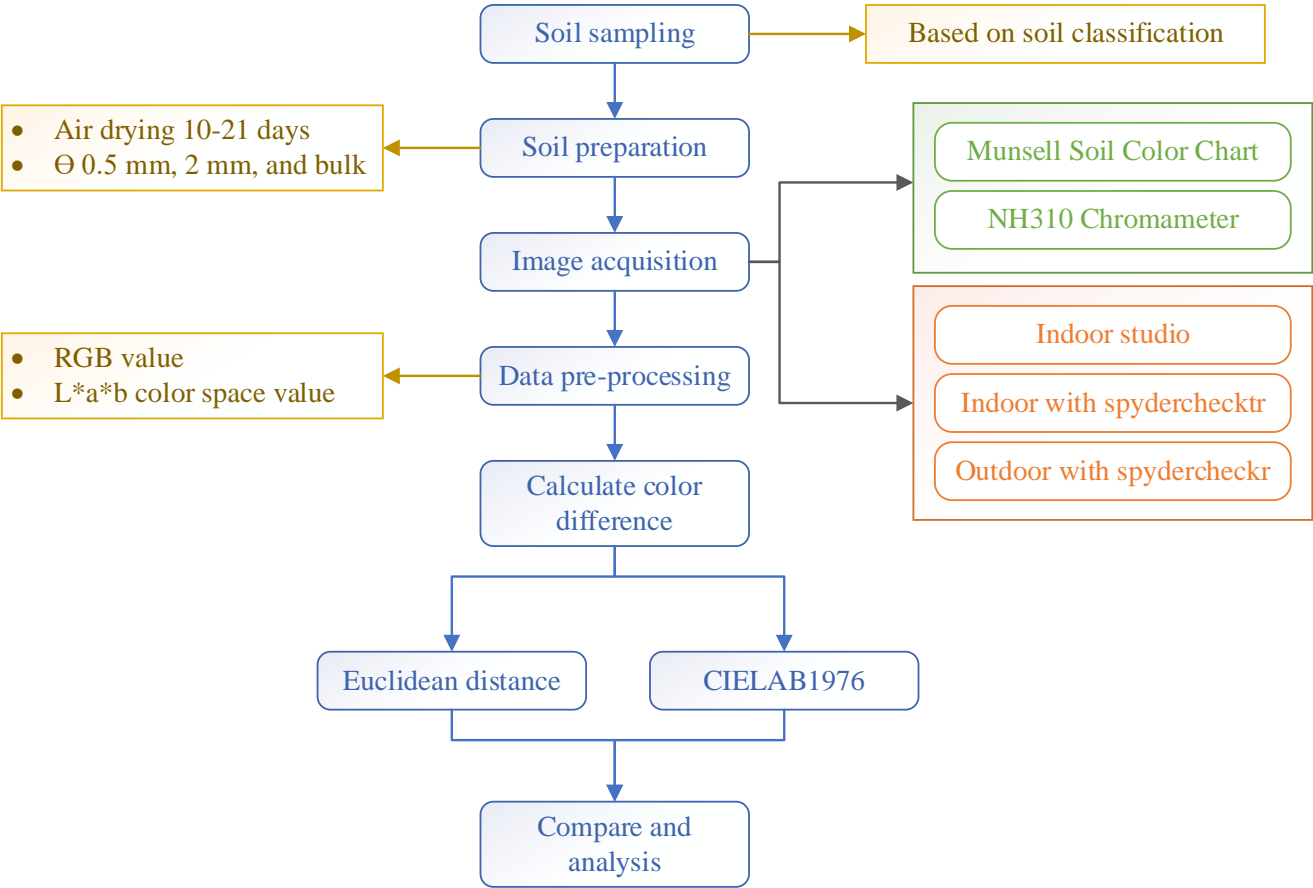 Soil sampling
Based on soil classification
• Air drying 10-21 days
• Ө 0.5 mm, 2 mm, and bulk
Soil preparation
Munsell Soil Color Chart
NH310 Chromameter
Image acquisition
Indoor studio
Indoor with spyderchecktr
Outdoor with spydercheckr
• RGB value
• L*a*b color space value
Data pre-processing
Calculate color
difference
Euclidean distance
CIELAB1976
Compare and
analysis